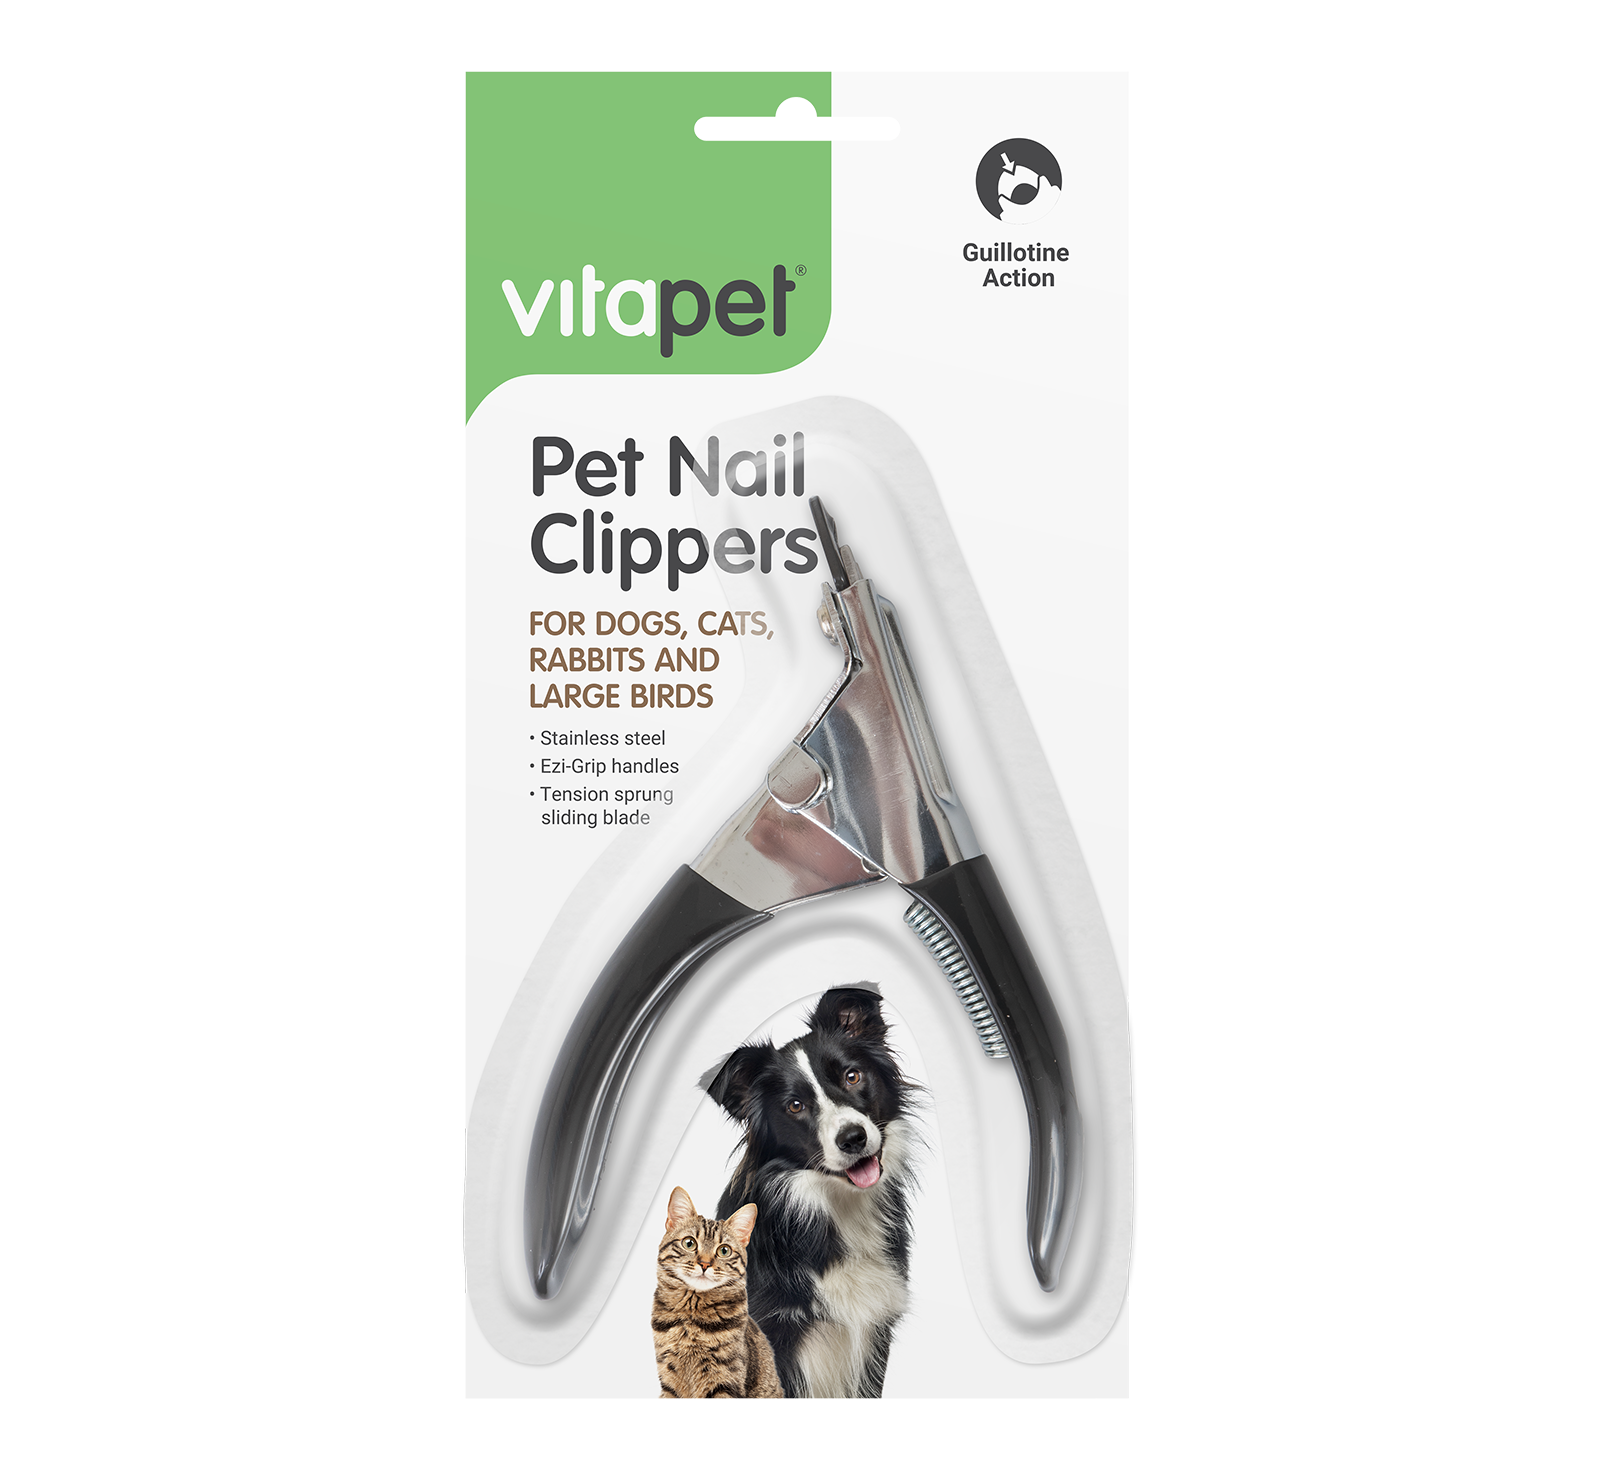 vitapet®
Guillotine
Action
Pet Nail
Clippers
FOR DOGS, CATS,
RABBITS AND
LARGE BIRDS
• Stainless steel
• Ezi-Grip handles
• Tension sprung
sliding blade